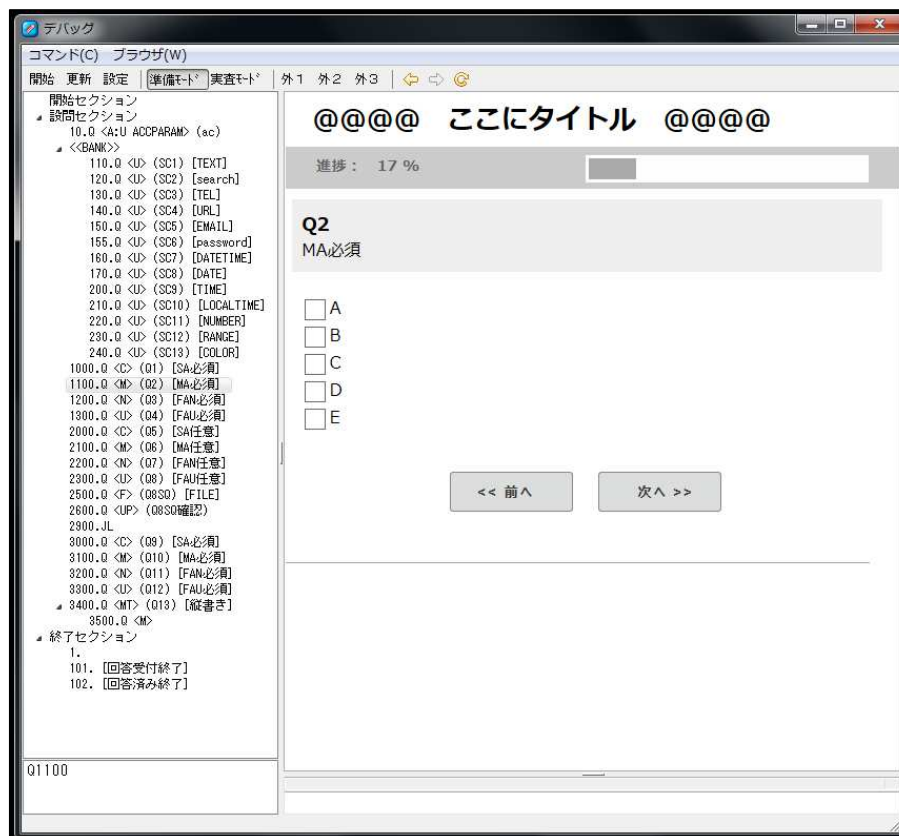 デバッグ
コマンド(C) ブラウザ(W)
開始 更新 設定 準備ﾓｰﾄﾞ 実査ﾓｰﾄﾞ 外1 外2 外3
開始セクション
設問セクション
10.Q <A:U ACCPARAM> (ac)
<<BANK>>
110.Q <U> (SC1) [TEXT]
120.Q <U> (SC2) [search]
130.Q <U> (SC3) [TEL]
140.Q <U> (SC4) [URL]
150.Q <U> (SC5) [EMAIL]
155.Q <U> (SC6) [password]
160.Q <U> (SC7) [DATETIME]
170.Q <U> (SC8) [DATE]
200.Q <U> (SC9) [TIME]
210.Q <U> (SC10) [LOCALTIME]
220.Q <U> (SC11) [NUMBER]
230.Q <U> (SC12) [RANGE]
240.Q <U> (SC13) [COLOR]
1000.Q <C> (Q1) [SA必須]
1100.Q <M> (Q2) [MA必須]
1200.Q <N> (Q3) [FAN必須]
1300.Q <U> (Q4) [FAU必須]
2000.Q <C> (Q5) [SA任意]
2100.Q <M> (Q6) [MA任意]
2200.Q <N> (Q7) [FAN任意]
2300.Q <U> (Q8) [FAU任意]
2500.Q <F> (Q8SQ) [FILE]
2600.Q <UP> (Q8SQ確認)
2900.JL
3000.Q <C> (Q9) [SA必須]
3100.Q <M> (Q10) [MA必須]
3200.Q <N> (Q11) [FAN必須]
3300.Q <U> (Q12) [FAU必須]
3400.Q <MT> (Q13) [縦書き]
3500.Q <M>
終了セクション
1.
101. [回答受付終了]
102. [回答済み終了]
Q1100
@@@@ ここにタイトル @@@@
進捗： 17 %
Q2
MA必須
A
B
C
D
E
<< 前へ 次へ >>